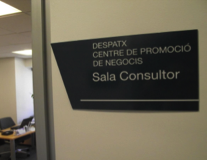 DESPATX
CENTRE DE PROMOCIÓ
DE NEGOCIS
Sala Consultor